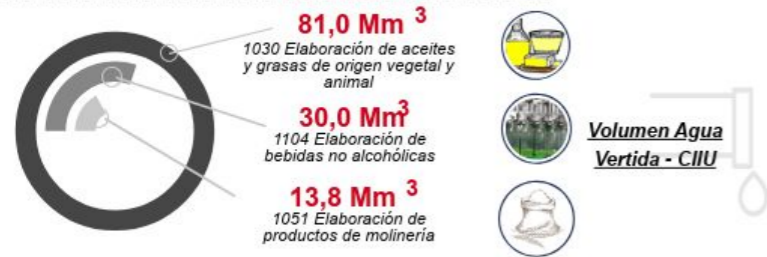 81,0 Mm 3
1030 Elaboración de aceites
y grasas de origen vegetal y
animal
30,0 Mm3
1104 Elaboración de
bebidas no alcohólicas
13,8 Mm 3
1051 Elaboración de
productos de molinería
Volumen Agua
Vertida - CIIU